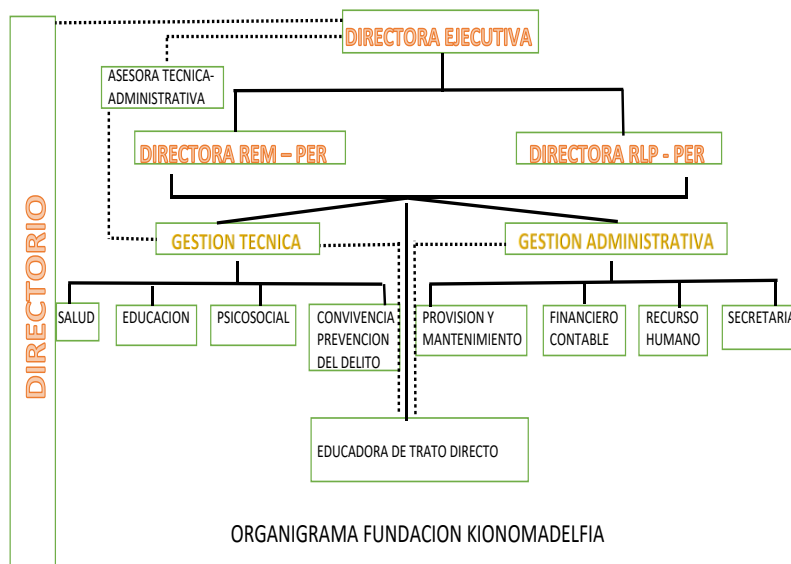 DIRECTORIO
DIRECTORA EJECUTIVA
ASESORA TECNICA-
ADMINISTRATIVA
DIRECTORA REM – PER
DIRECTORA RLP - PER
GESTION TECNICA
GESTION ADMINISTRATIVA
SALUD
EDUCACION
PSICOSOCIAL
CONVIVENCIA
PREVENCION
DEL DELITO
PROVISION Y
MANTENIMIENTO
FINANCIERO
CONTABLE
RECURSO
HUMANO
SECRETARIA
EDUCADORA DE TRATO DIRECTO
ORGANIGRAMA FUNDACION KIONOMADELFIA